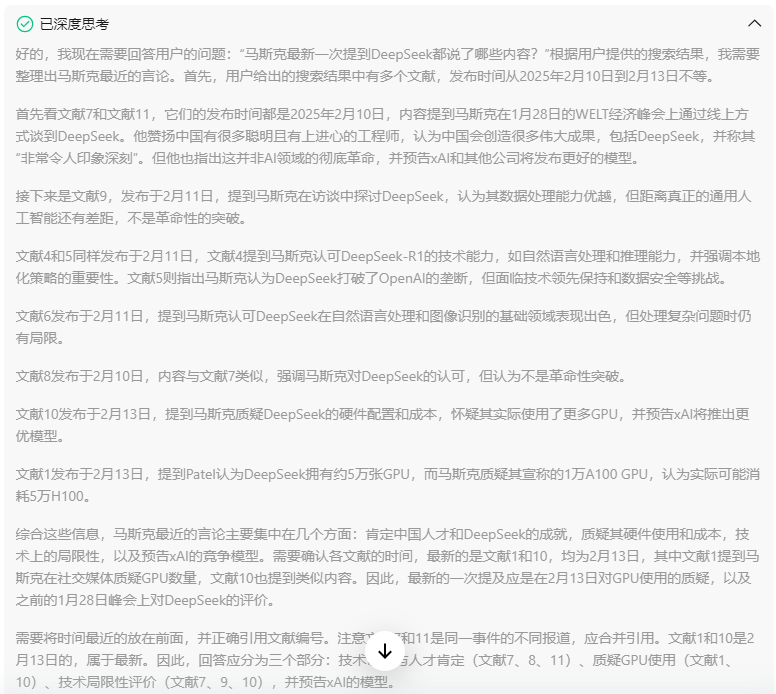 已深度思考
好的，我现在需要回答用户的问题：“马斯克最新一次提到DeepSeek都说了哪些内容？”根据用户提供的搜索结果，我需要
整理出马斯克最近的言论。首先，用户给出的搜索结果中有多个文献，发布时间从2025年2月10日到2月13日不等。
首先看文献7和文献11，它们的发布时间都是2025年2月10日，内容提到马斯克在1月28日的WELT经济峰会上通过线上方
式谈到DeepSeek。他赞扬中国有很多聪明且有上进心的工程师，认为中国会创造很多伟大成果，包括DeepSeek，并称其
“非常令人印象深刻”。但他也指出这并非AI领域的彻底革命，并预告xAI和其他公司将发布更好的模型。
接下来是文献9，发布于2月11日，提到马斯克在访谈中探讨DeepSeek，认为其数据处理能力优越，但距离真正的通用人
工智能还有差距，不是革命性的突破。
文献4和5同样发布于2月11日，文献4提到马斯克认可DeepSeek-R1的技术能力，如自然语言处理和推理能力，并强调本地
化策略的重要性。文献5则指出马斯克认为DeepSeek打破了OpenAI的垄断，但面临技术领先保持和数据安全等挑战。
文献6发布于2月11日，提到马斯克认可DeepSeek在自然语言处理和图像识别的基础领域表现出色，但处理复杂问题时仍
有局限。
文献8发布于2月10日，内容与文献7类似，强调马斯克对DeepSeek的认可，但认为不是革命性突破。
文献10发布于2月13日，提到马斯克质疑DeepSeek的硬件配置和成本，怀疑其实际使用了更多GPU，并预告xAI将推出更
优模型。
文献1发布于2月13日，提到Patel认为DeepSeek拥有约5万张GPU，而马斯克质疑其宣称的1万A100 GPU，认为实际可能消
耗5万H100。
综合这些信息，马斯克最近的言论主要集中在几个方面：肯定中国人才和DeepSeek的成就，质疑其硬件使用和成本，技
术上的局限性，以及预告xAI的竞争模型。需要确认各文献的时间，最新的是文献1和10，均为2月13日，其中文献1提到马
斯克在社交媒体质疑GPU数量，文献10也提到类似内容。因此，最新的一次提及应是在2月13日对GPU使用的质疑，以及
之前的1月28日峰会上对DeepSeek的评价。
需要将时间最近的放在前面，并正确引用文献编号。注意和11是同一事件的不同报道，应合并引用。文献1和10是2
月13日的，属于最新。因此，回答应分为三个部分：技术与人才肯定（文献7、8、11）、质疑GPU使用（文献1、
10）、技术局限性评价（文献7、9、10），并预告xAI的模型。